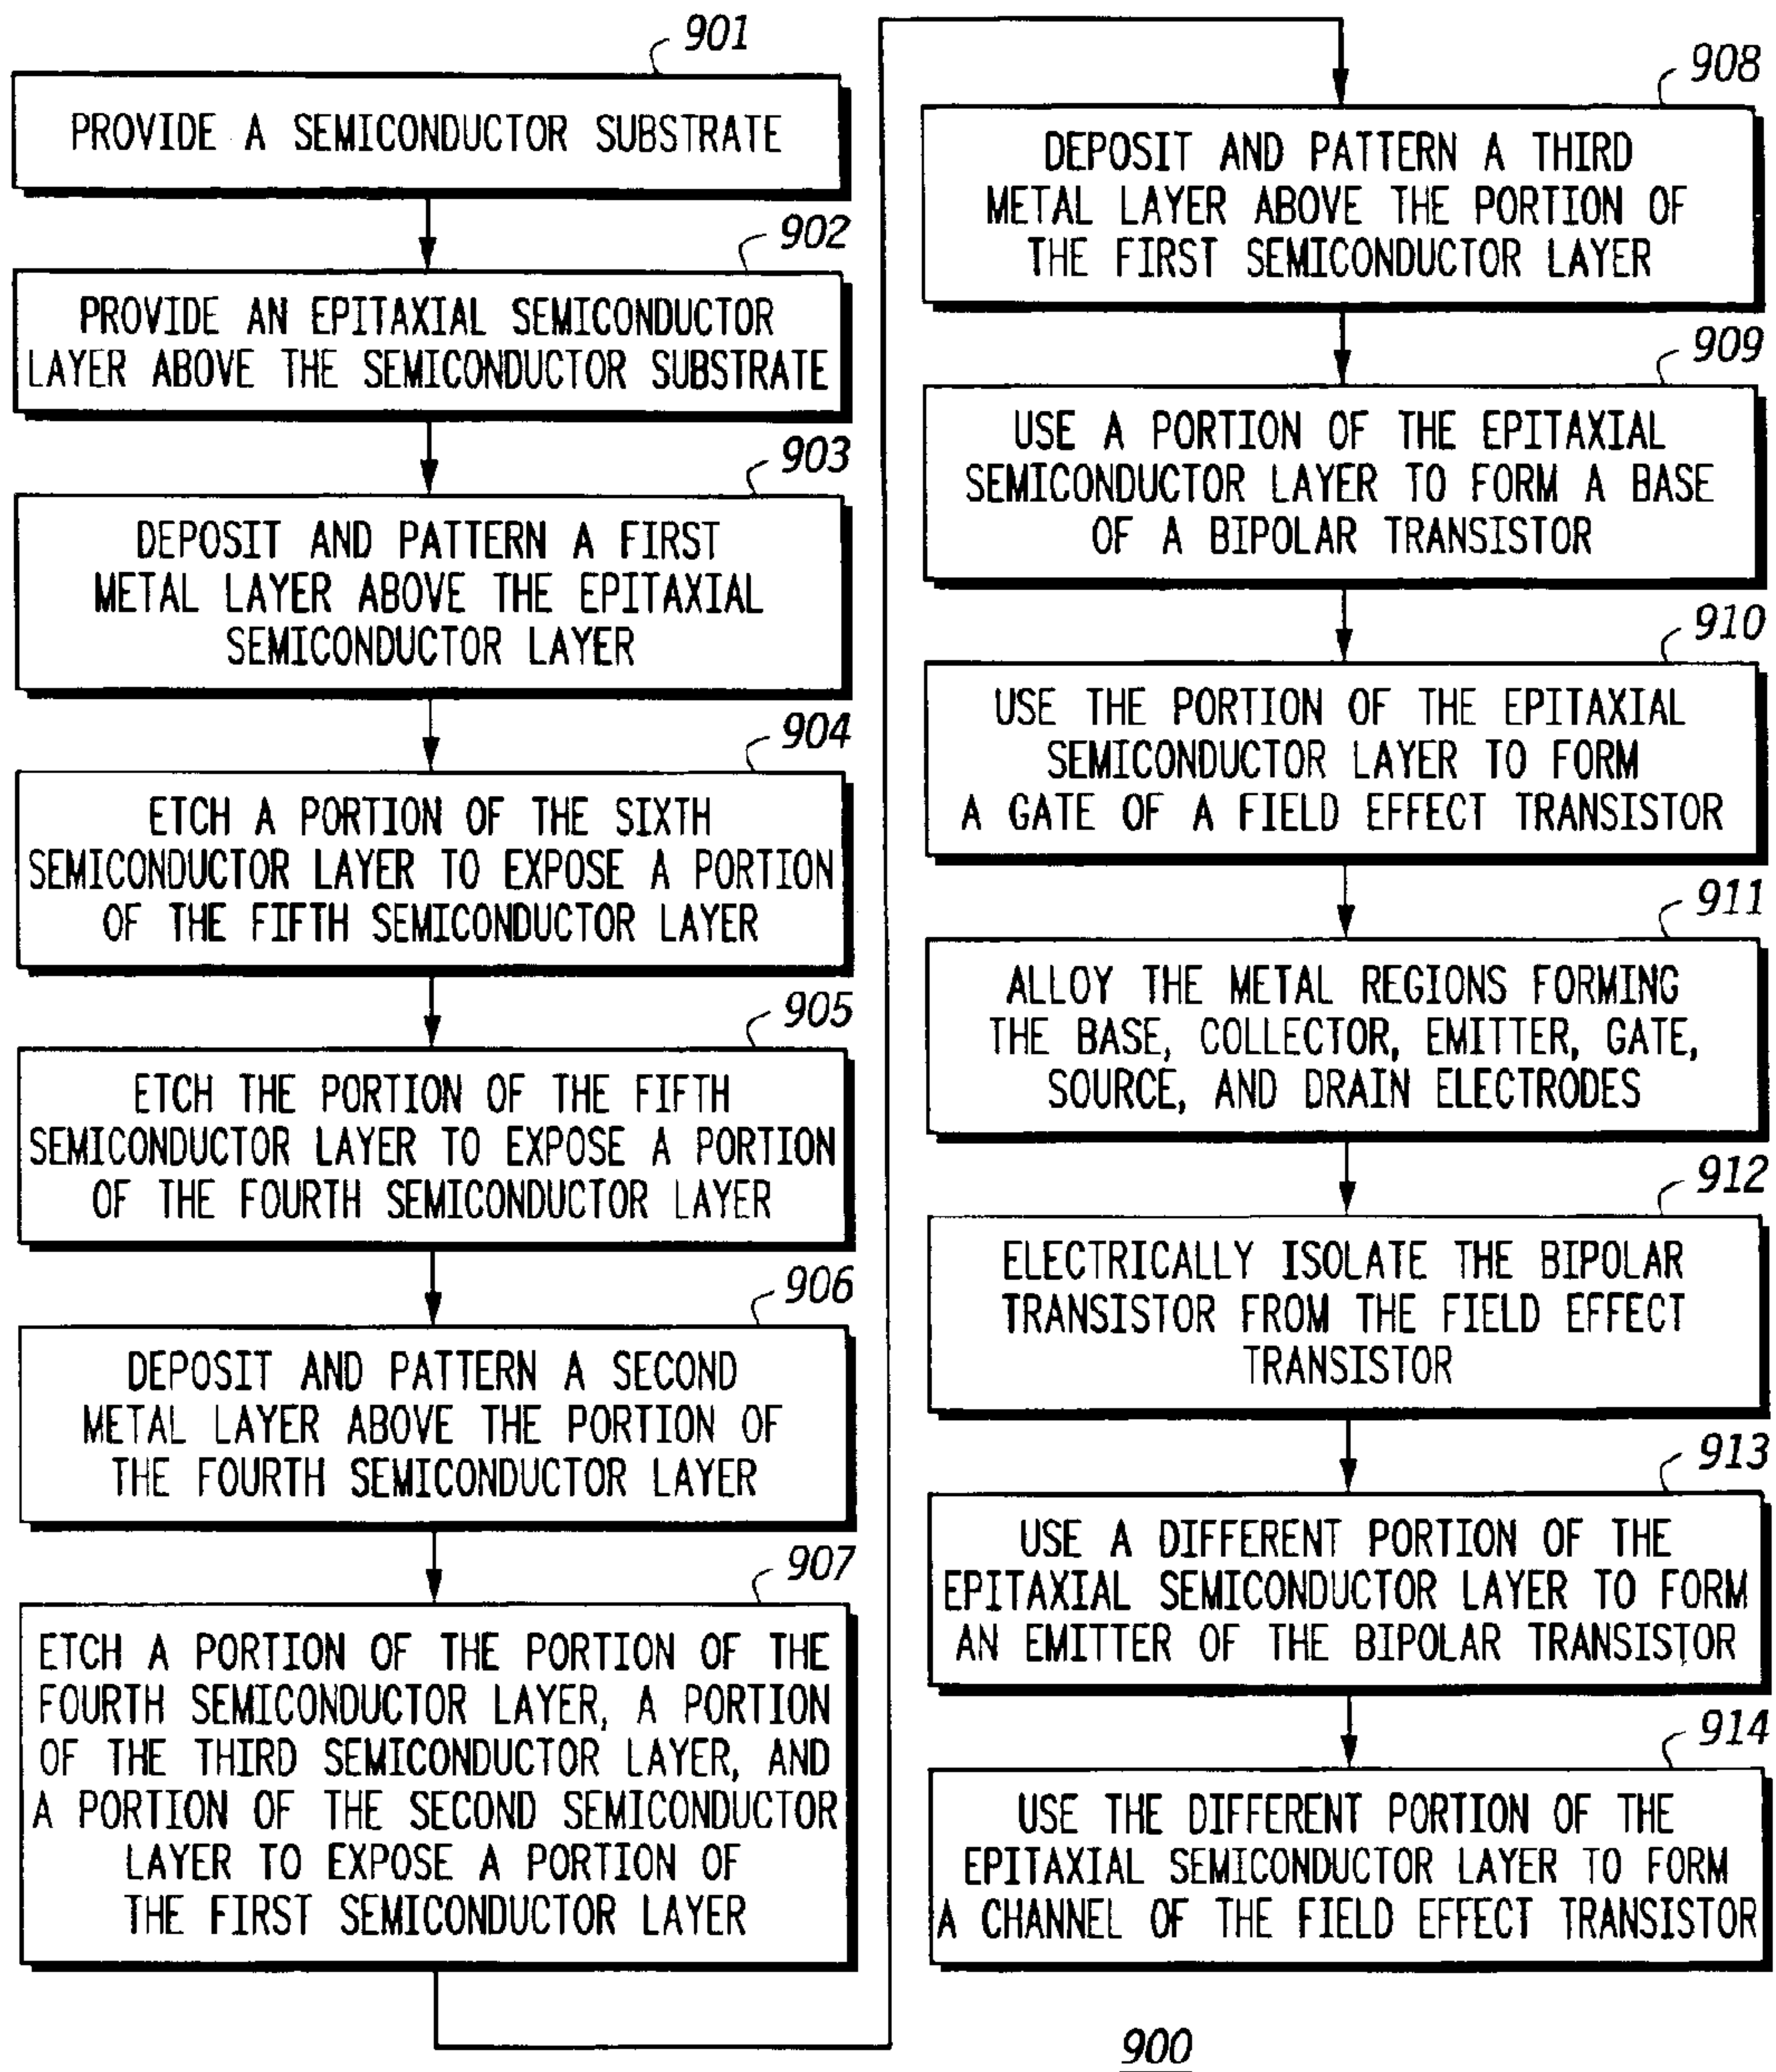 901
PROVIDE A SEMICONDUCTOR SUBSTRATE
902
PROVIDE AN EPITAXIAL SEMICONDUCTOR
LAYER ABOVE THE SEMICONDUCTOR SUBSTRATE
903
DEPOSIT AND PATTERN A FIRST
METAL LAYER ABOVE THE EPITAXIAL
SEMICONDUCTOR LAYER
904
ETCH A PORTION OF THE SIXTH
SEMICONDUCTOR LAYER TO EXPOSE A PORTION
OF THE FIFTH SEMICONDUCTOR LAYER
905
ETCH THE PORTION OF THE FIFTH
SEMICONDUCTOR LAYER TO EXPOSE A PORTION
OF THE FOURTH SEMICONDUCTOR LAYER
906
DEPOSIT AND PATTERN A SECOND
METAL LAYER ABOVE THE PORTION OF
THE FOURTH SEMICONDUCTOR LAYER
907
ETCH A PORTION OF THE PORTION OF THE
FOURTH SEMICONDUCTOR LAYER, A PORTION
OF THE THIRD SEMICONDUCTOR LAYER, AND
A PORTION OF THE SECOND SEMICONDUCTOR
LAYER TO EXPOSE A PORTION OF
THE FIRST SEMICONDUCTOR LAYER
908
DEPOSIT AND PATTERN A THIRD
METAL LAYER ABOVE THE PORTION OF
THE FIRST SEMICONDUCTOR LAYER
909
USE A PORTION OF THE EPITAXIAL
SEMICONDUCTOR LAYER TO FORM A BASE
OF A BIPOLAR TRANSISTOR
910
USE THE PORTION OF THE EPITAXIAL
SEMICONDUCTOR LAYER TO FORM
A GATE OF A FIELD EFFECT TRANSISTOR
911
ALLOY THE METAL REGIONS FORMING
THE BASE, COLLECTOR, EMITTER, GATE,
SOURCE, AND DRAIN ELECTRODES
912
ELECTRICALLY ISOLATE THE BIPOLAR
TRANSISTOR FROM THE FIELD EFFECT
TRANSISTOR
913
USE A DIFFERENT PORTION OF THE
EPITAXIAL SEMICONDUCTOR LAYER TO FORM
AN EMITTER OF THE BIPOLAR TRANSISTOR
914
USE THE DIFFERENT PORTION OF THE
EPITAXIAL SEMICONDUCTOR LAYER TO FORM
A CHANNEL OF THE FIELD EFFECT TRANSISTOR
900